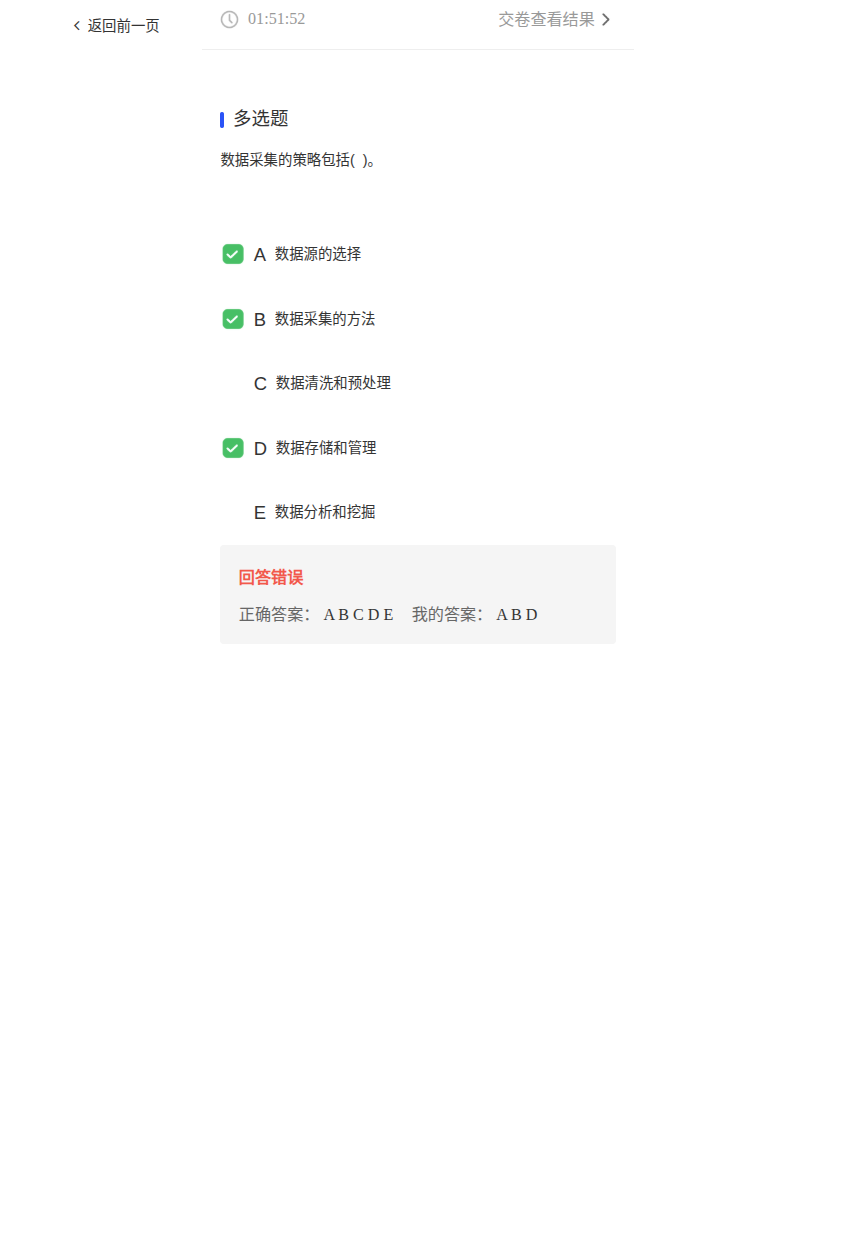 返回前一页
01:51:52 交卷查看结果
多选题
数据采集的策略包括(  )。
A 数据源的选择
B 数据采集的方法
C 数据清洗和预处理
D 数据存储和管理
E 数据分析和挖掘
回答错误
正确答案： A B C D E 我的答案： A B D